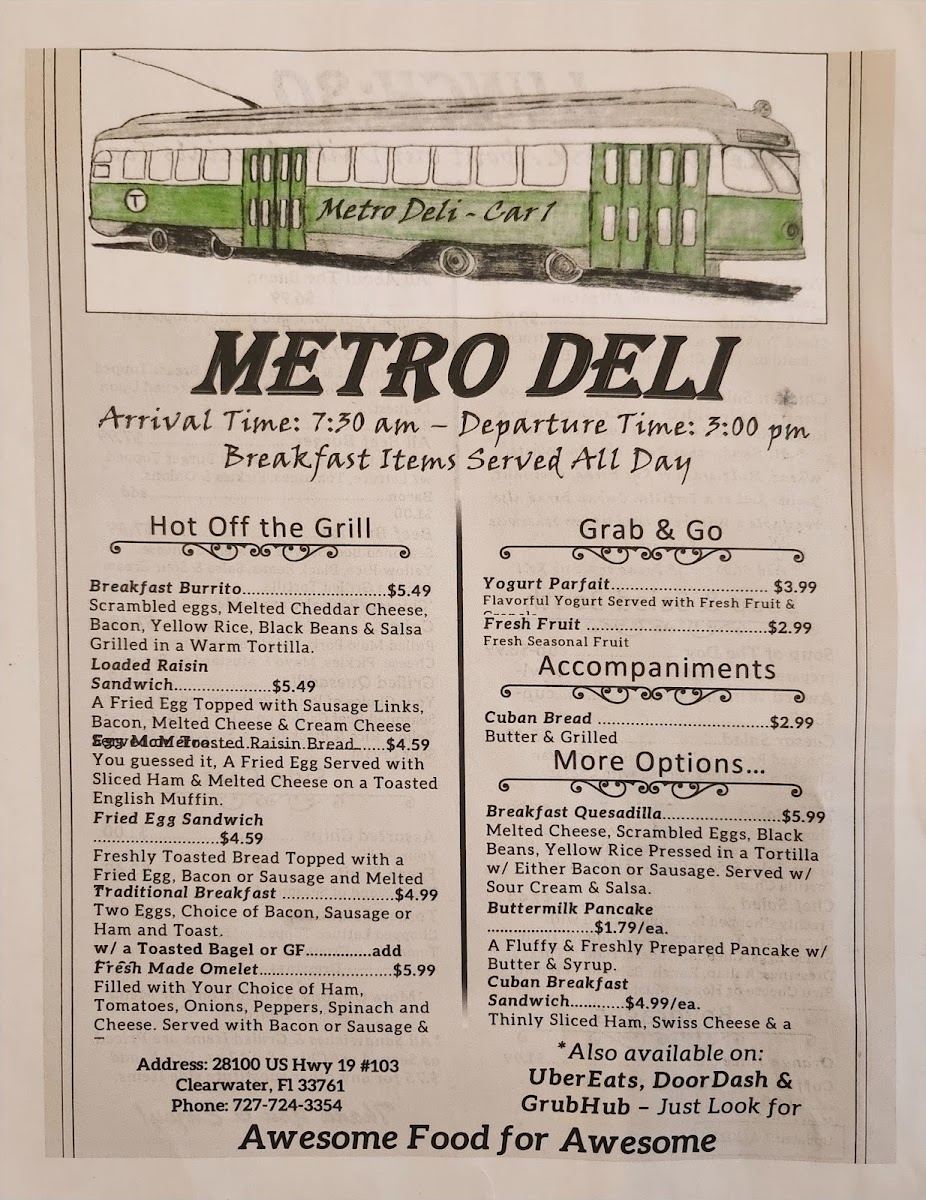 T
Metro Deli - Car 1
METRO DELI
Arrival Time: 7:30 am – Departure Time: 3:00 pm
Breakfast Items Served All Day
Hot Off the Grill
Breakfast Burrito..............................$5.49
Scrambled eggs, Melted Cheddar Cheese,
Bacon, Yellow Rice, Black Beans & Salsa
Grilled in a Warm Tortilla.
Loaded Raisin
Sandwich.....................$5.49
A Fried Egg Topped with Sausage Links,
Bacon, Melted Cheese & Cream Cheese
Served on Toasted Raisin Bread
Egg Mc Metro..............................$4.59
You guessed it, A Fried Egg Served with
Sliced Ham & Melted Cheese on a Toasted
English Muffin.
Fried Egg Sandwich
...........................$4.59
Freshly Toasted Bread Topped with a
Fried Egg, Bacon or Sausage and Melted
Traditional Breakfast ........................$4.99
Two Eggs, Choice of Bacon, Sausage or
Ham and Toast.
w/ a Toasted Bagel or GF..............add
Fresh Made Omelet............................$5.99
Filled with Your Choice of Ham,
Tomatoes, Onions, Peppers, Spinach and
Cheese. Served with Bacon or Sausage &
Address: 28100 US Hwy 19 #103
Clearwater, Fl 33761
Phone: 727-724-3354
Grab & Go
Yogurt Parfait................................. $3.99
Flavorful Yogurt Served with Fresh Fruit &
Fresh Fruit .......................................$2.99
Fresh Seasonal Fruit
Accompaniments
Cuban Bread .....................................$2.99
Butter & Grilled
More Options...
Breakfast Quesadilla...............................$5.99
Melted Cheese, Scrambled Eggs, Black
Beans, Yellow Rice Pressed in a Tortilla
w/ Either Bacon or Sausage. Served w/
Sour Cream & Salsa.
Buttermilk Pancake
.......................$1.79/ea.
A Fluffy & Freshly Prepared Pancake w/
Butter & Syrup.
Cuban Breakfast
Sandwich............$4.99/ea.
Thinly Sliced Ham, Swiss Cheese & a
*Also available on:
UberEats, DoorDash &
GrubHub – Just Look for
Awesome Food for Awesome